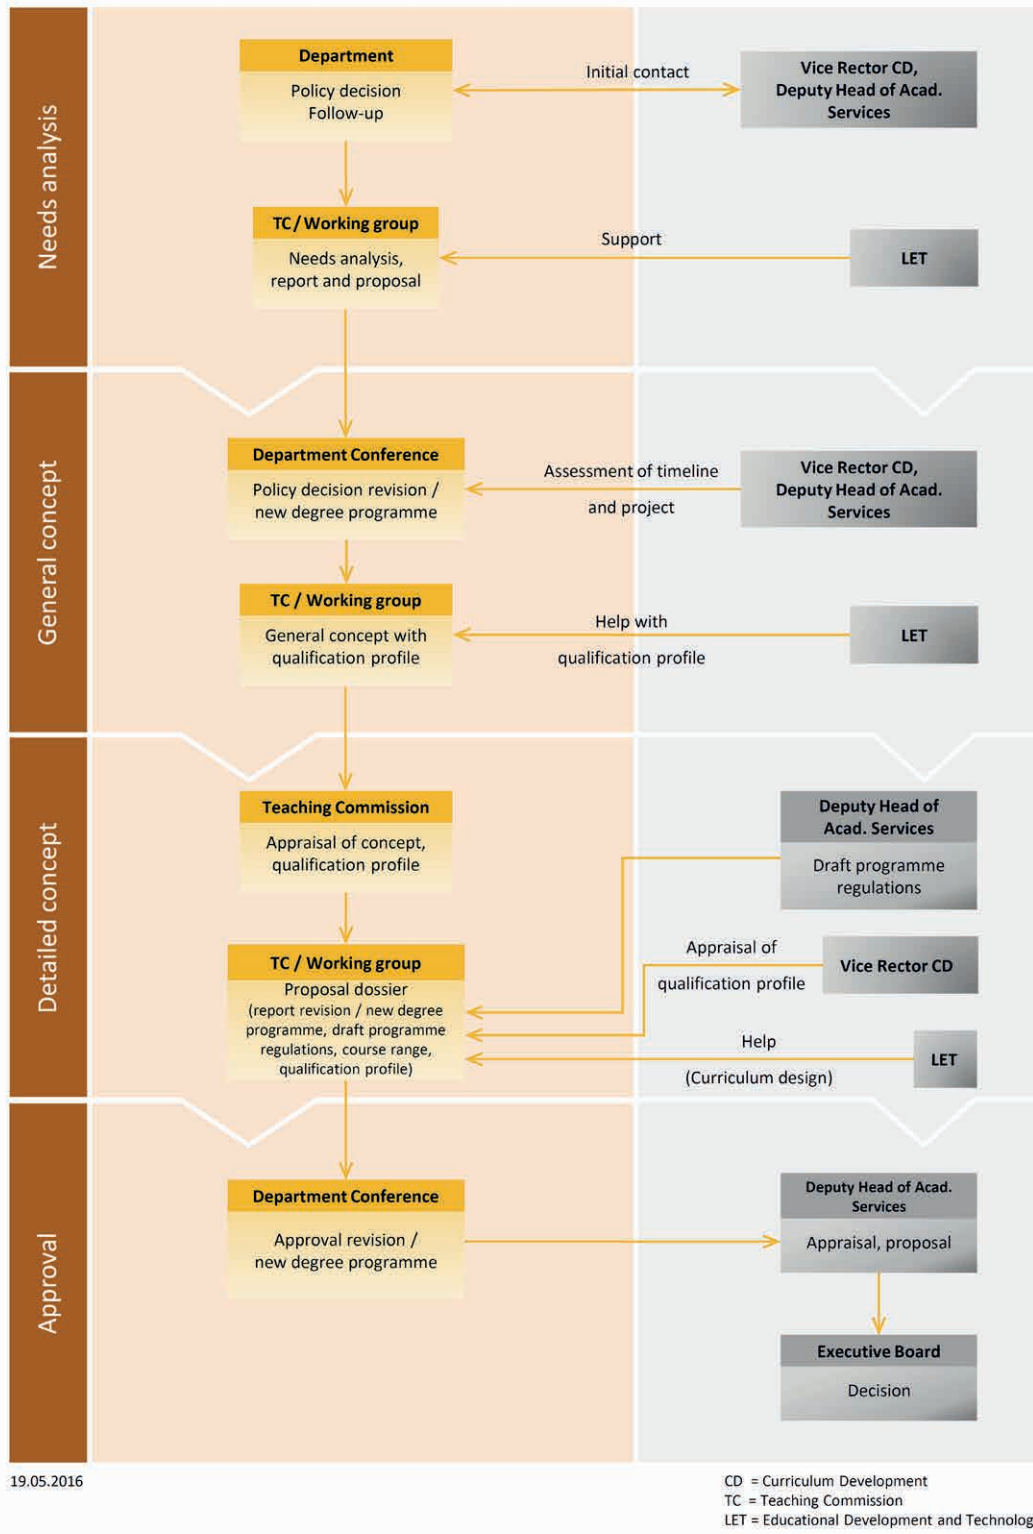 Needs analysis
Department
Policy decision
Follow-up
Initial contact
Vice Rector CD,
Deputy Head of Acad.
Services
TC / Working group
Needs analysis,
report and proposal
Support
LET
General concept
Department Conference
Policy decision revision /
new degree programme
Assessment of timeline
and project
Vice Rector CD,
Deputy Head of Acad.
Services
TC / Working group
General concept with
qualification profile
Help with
qualification profile
LET
Detailed concept
Teaching Commission
Appraisal of concept,
qualification profile
Deputy Head of
Acad. Services
Draft programme
regulations
TC / Working group
Proposal dossier
(report revision / new degree
programme, draft programme
regulations, course range,
qualification profile)
Appraisal of
qualification profile
Vice Rector CD
Help
(Curriculum design)
LET
Approval
Department Conference
Approval revision /
new degree programme
Deputy Head of Acad.
Services
Appraisal, proposal
Executive Board
Decision
19.05.2016
CD = Curriculum Development
TC = Teaching Commission
LET = Educational Development and Technolog